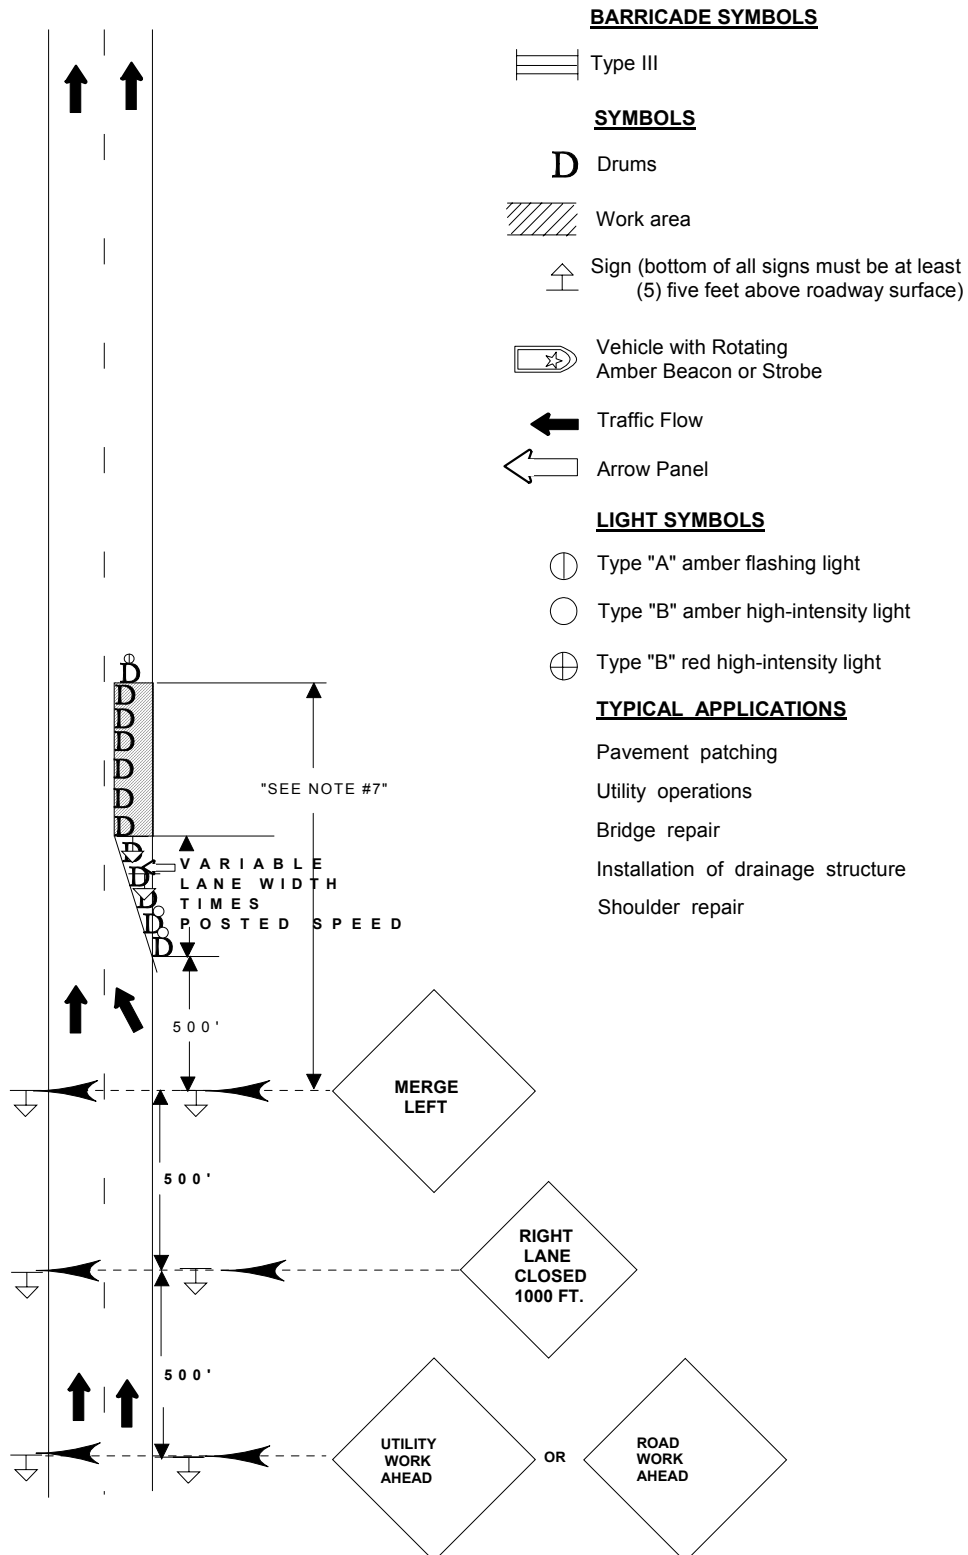 BARRICADE SYMBOLS
Type III
SYMBOLS
D Drums
Work area
Sign (bottom of all signs must be at least
(5) five feet above roadway surface)
Vehicle with Rotating
Amber Beacon or Strobe
Traffic Flow
Arrow Panel
LIGHT SYMBOLS
Type "A" amber flashing light
Type "B" amber high-intensity light
Type "B" red high-intensity light
TYPICAL APPLICATIONS
Pavement patching
Utility operations
Bridge repair
Installation of drainage structure
Shoulder repair
D
D
D
D
D
D
D
"SEE NOTE #7"
D
D
D
D
D
VARIABLE
LANE WIDTH
TIMES
POSTED SPEED
500'
MERGE
LEFT
500'
RIGHT
LANE
CLOSED
1000 FT.
500'
UTILITY
WORK
AHEAD
OR
ROAD
WORK
AHEAD